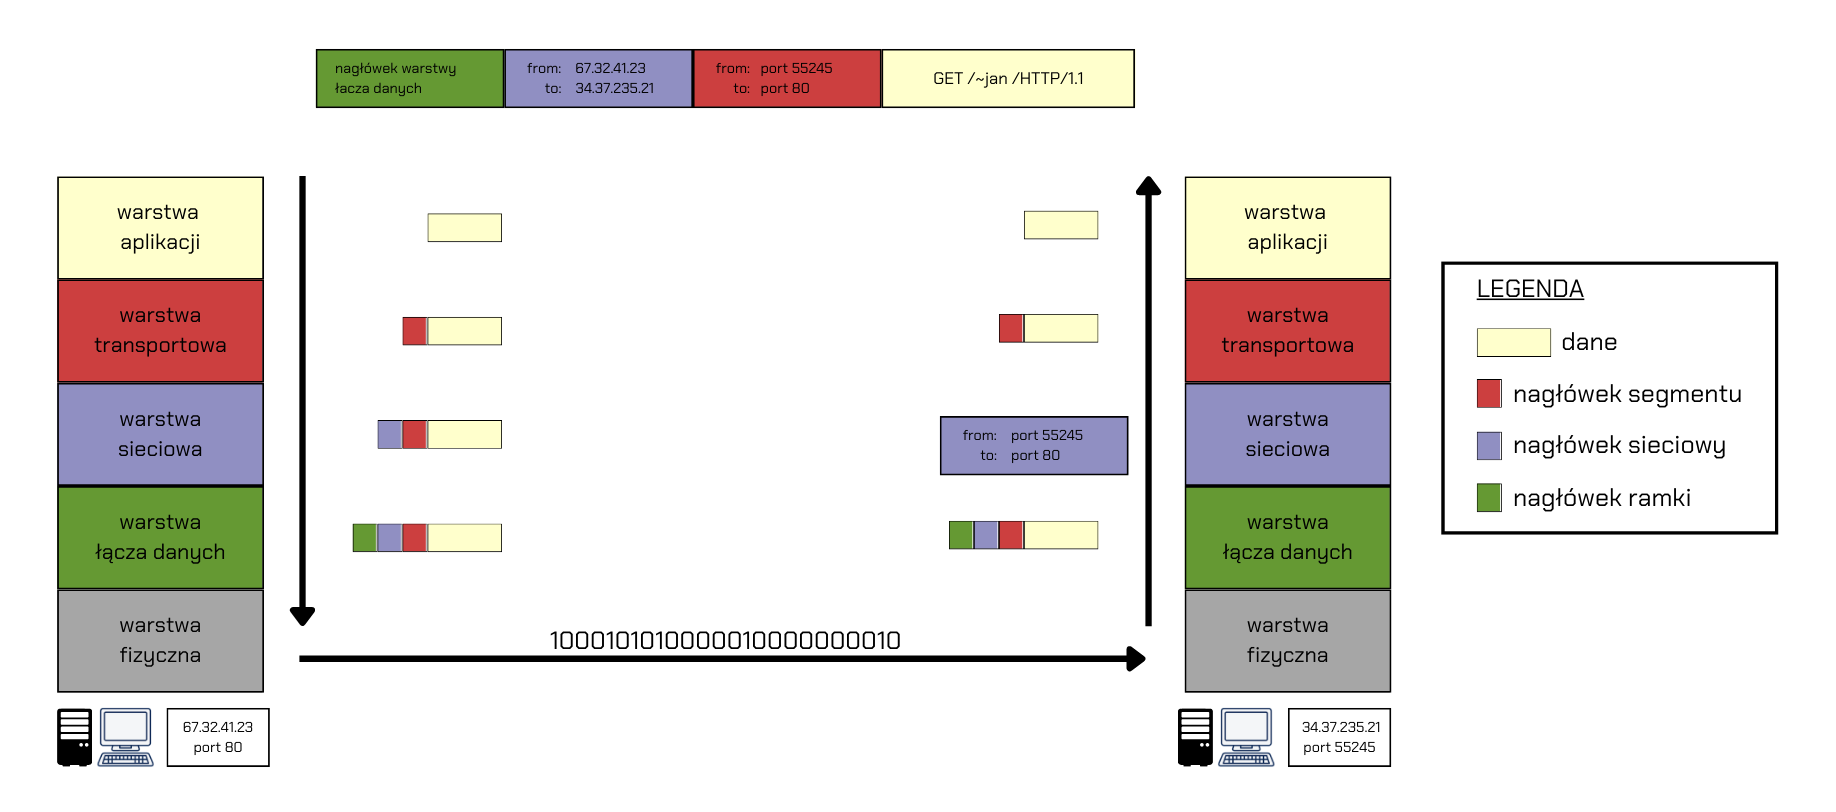 nagłówek warstwy
łacza danych
from: 67.32.41.23
to: 34.37.235.21
from: port 55245
to: port 80
GET /~jan /HTTP/1.1
warstwa
aplikacji
warstwa
transportowa
warstwa
sieciowa
warstwa
łącza danych
warstwa
fizyczna
67.32.41.23
port 80
from: port 55245
to: port 80
1000101010000010000000010
warstwa
aplikacji
warstwa
transportowa
warstwa
sieciowa
warstwa
łącza danych
warstwa
fizyczna
34.37.235.21
port 55245
LEGENDA
dane
nagłówek segmentu
nagłówek sieciowy
nagłówek ramki